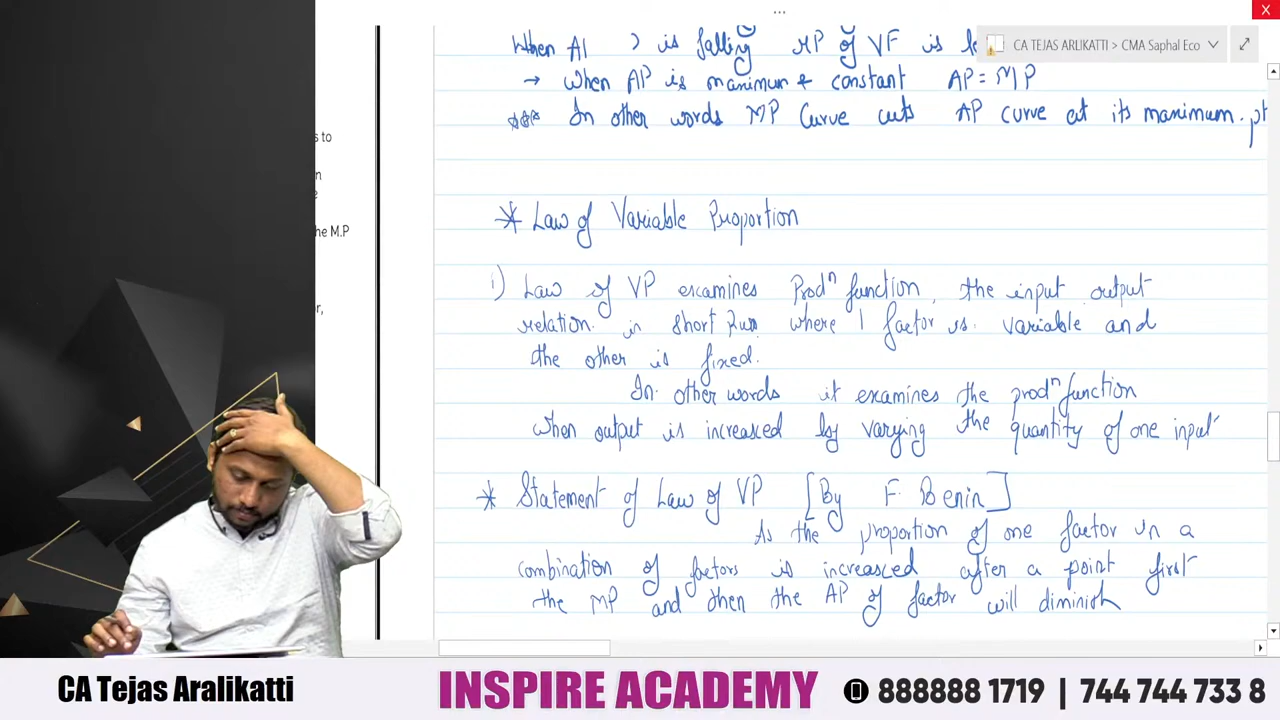 ...
CA TEJAS ARLIKATTI > CMA Saphal Eco
When AP is falling MP of VF is
→ When AP is maximum & constant AP = MP
*** In other words MP Curve cuts AP curve at its maximum. pt
s to
n
e
he M.P
r,
* Law of Variable Proportion
i) Law of VP examines Prodⁿ function, the input output
relation. in short Run where 1 factor is. variable and
the other is fixed.
In other words it examines the prodⁿ function
When output is increased by varying the quantity of one input
* Statement of Law of VP [By F. Benin]
As the proportion of one factor in a
combination of factors is increased after a point first
the MP and then the AP of factor will diminish
CA Tejas Aralikatti
INSPIRE ACADEMY
888888 1719 | 744 744 733 8